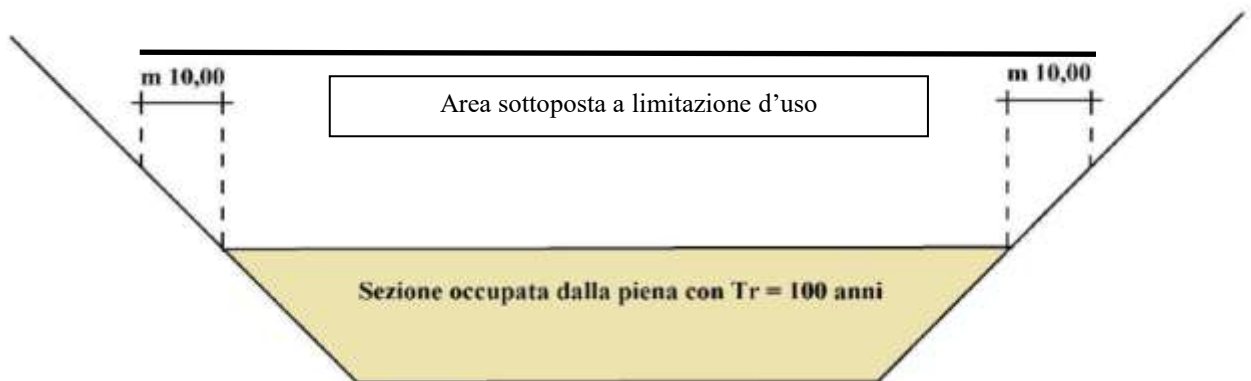 m 10,00
m 10,00
Area sottoposta a limitazione d’uso
Sezione occupata dalla piena con Tr = 100 anni